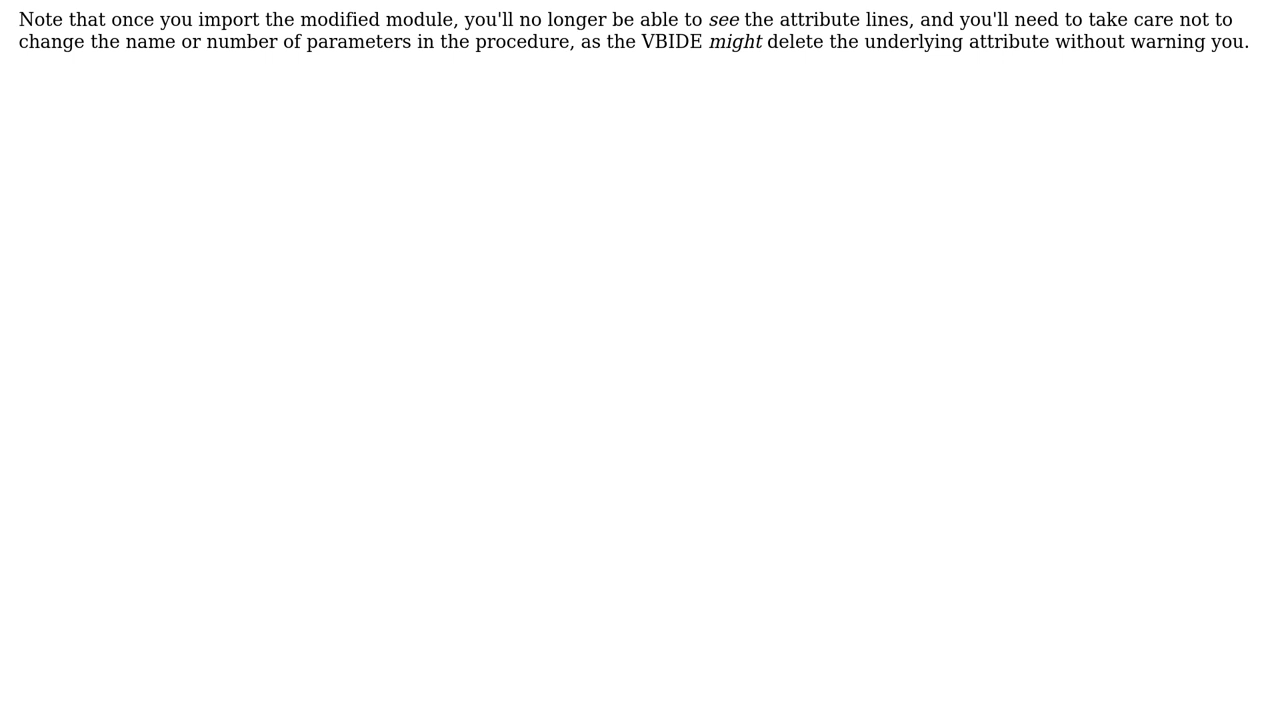 Note that once you import the modified module, you'll no longer be able to see the attribute lines, and you'll need to take care not to
change the name or number of parameters in the procedure, as the VBIDE might delete the underlying attribute without warning you.